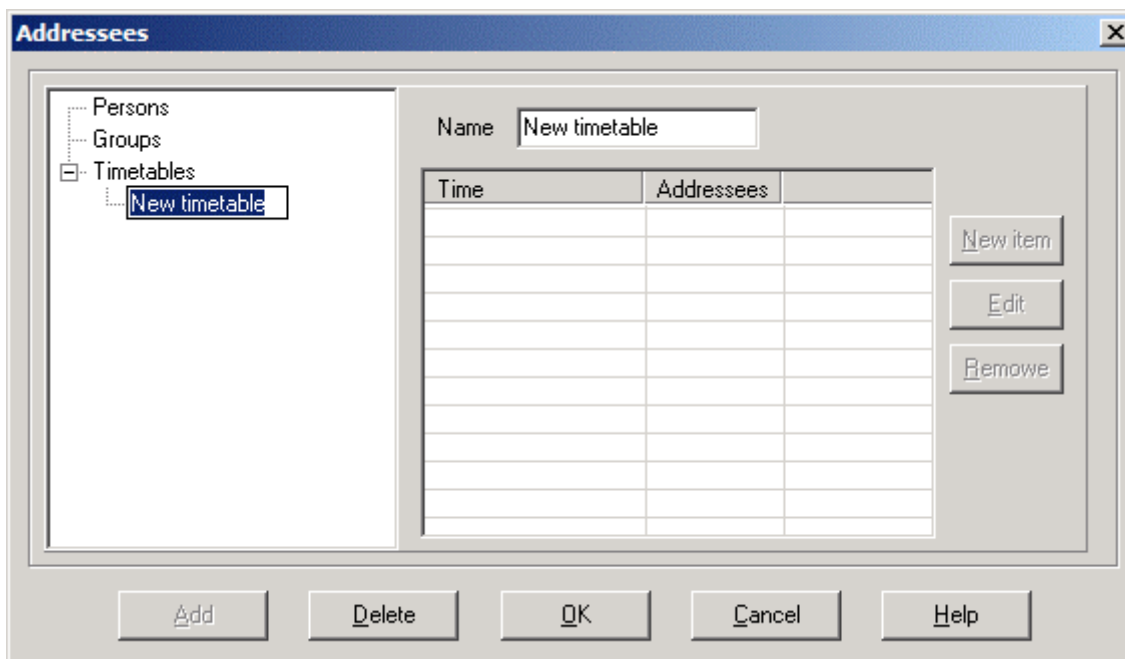 Addressees
Persons
Groups
Timetables
New timetable
Name New timetable
Time Addressees
New item
Edit
Remowe
Add Delete OK Cancel Help